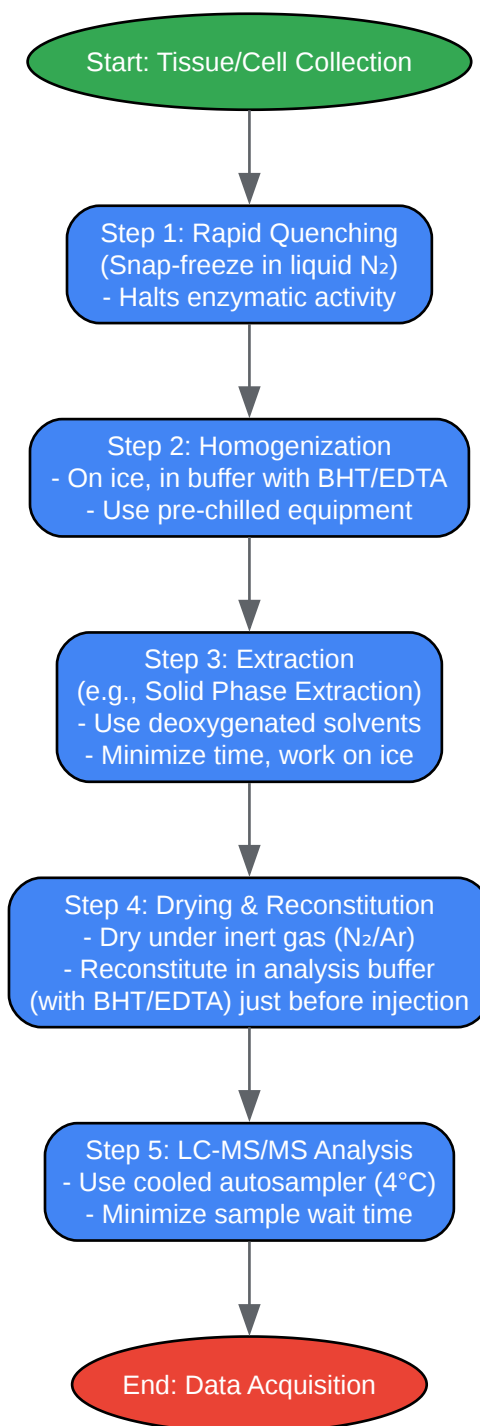 Start: Tissue/Cell Collection
Step 1: Rapid Quenching
(Snap-freeze in liquid N₂)
- Halts enzymatic activity
Step 2: Homogenization
- On ice, in buffer with BHT/EDTA
- Use pre-chilled equipment
Step 3: Extraction
(e.g., Solid Phase Extraction)
- Use deoxygenated solvents
- Minimize time, work on ice
Step 4: Drying & Reconstitution
- Dry under inert gas (N₂/Ar)
- Reconstitute in analysis buffer
(with BHT/EDTA) just before injection
Step 5: LC-MS/MS Analysis
- Use cooled autosampler (4°C)
- Minimize sample wait time
End: Data Acquisition